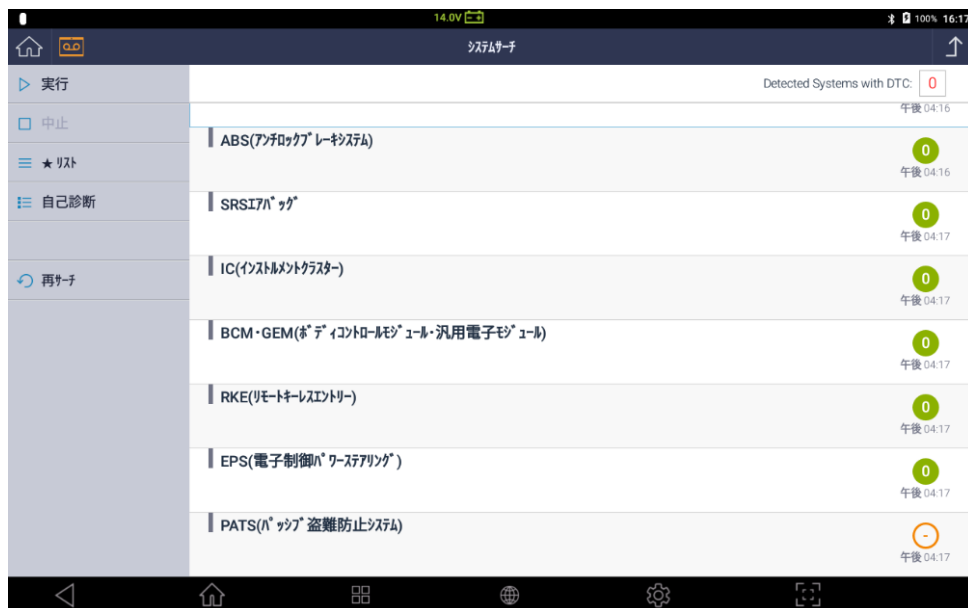 14.0V
100% 16:17
ｼｽﾃﾑｻｰﾁ
実行
Detected Systems with DTC: 0
午後 04:16
中止
ABS(ｱﾝﾁﾛｯｸﾌﾞﾚｰｷｼｽﾃﾑ)
0
午後 04:16
★ ﾘｽﾄ
自己診断
SRSｴｱﾊﾞｯｸﾞ
0
午後 04:17
再ｻｰﾁ
IC(ｲﾝｽﾄﾙﾒﾝﾄｸﾗｽﾀｰ)
0
午後 04:17
BCM･GEM(ﾎﾞﾃﾞｨｺﾝﾄﾛｰﾙﾓｼﾞｭｰﾙ･汎用電子ﾓｼﾞｭｰﾙ)
0
午後 04:17
RKE(ﾘﾓｰﾄｷｰﾚｽｴﾝﾄﾘｰ)
0
午後 04:17
EPS(電子制御ﾊﾟﾜｰｽﾃｱﾘﾝｸﾞ)
0
午後 04:17
PATS(ﾊﾟｯｼﾌﾞ盗難防止ｼｽﾃﾑ)
-
午後 04:17